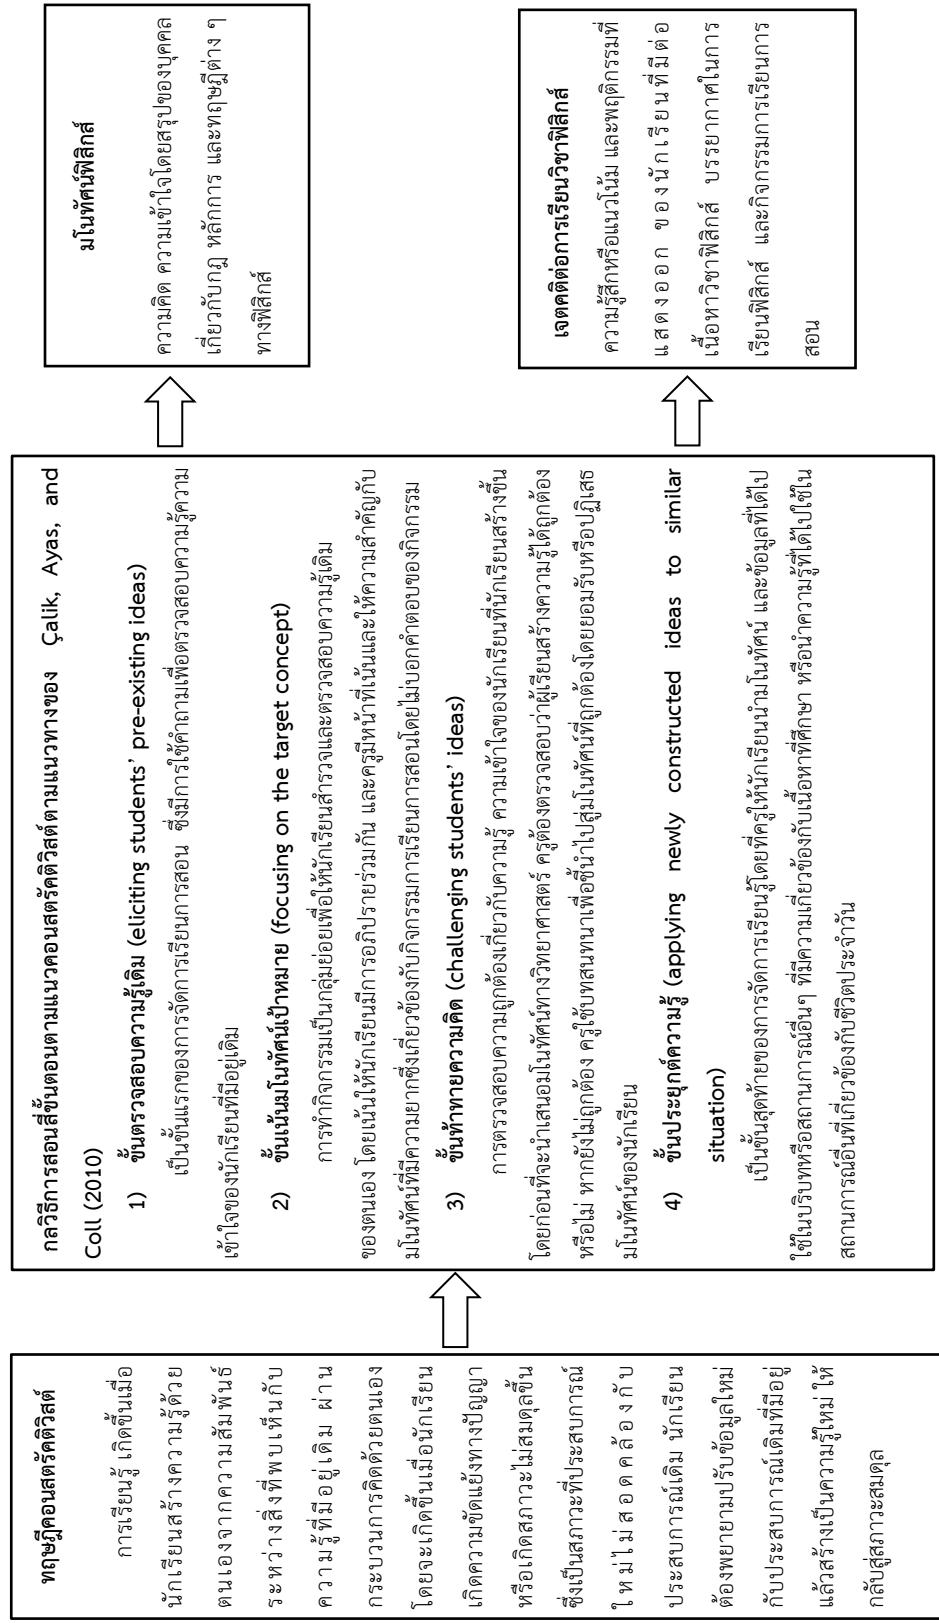 ทฤษฎีคอนสตรัคติวิสต์
การเรียนรู้ เกิดขึ้นเมื่อ
นักเรียนสร้างความรู้ด้วย
ตนเองจากความสัมพันธ์
ระหว่างสิ่งที่พบเห็นกับ
ความรู้ที่มีอยู่เดิม ผ่าน
กระบวนการคิดด้วยตนเอง
โดยจะเกิดขึ้นเมื่อนักเรียน
เกิดความขัดแย้งทางปัญญา
หรือเกิดสภาวะไม่สมดุลขึ้น
ซึ่งเป็นสภาวะที่ประสบการณ์
ใหม่ไม่สอดคล้องกับ
ประสบการณ์เดิม นักเรียน
ต้องพยายามปรับข้อมูลใหม่
กับประสบการณ์เดิมที่มีอยู่
แล้วสร้างเป็นความรู้ใหม่ ให้
กลับสู่สภาวะสมดุล
กลวิธีการสอนสี่ขั้นตอนตามแนวคอนสตรัคติวิสต์ตามแนวทางของ Çalik, Ayas, and
Coll (2010)
1) ขั้นตรวจสอบความรู้เดิม (eliciting students' pre-existing ideas)
เป็นขั้นแรกของการจัดการเรียนการสอน ซึ่งมีการใช้คำถามเพื่อตรวจสอบความรู้ความ
เข้าใจของนักเรียนที่มีอยู่เดิม
2) ขั้นเน้นมโนทัศน์เป้าหมาย (focusing on the target concept)
การทำกิจกรรมเป็นกลุ่มย่อยเพื่อให้นักเรียนสำรวจและตรวจสอบความรู้เดิม
ของตนเอง โดยเน้นให้นักเรียนมีการอภิปรายร่วมกัน และครูมีหน้าที่เน้นและให้ความสำคัญกับ
มโนทัศน์ที่มีความยากซึ่งเกี่ยวข้องกับกิจกรรมการเรียนการสอนโดยไม่บอกคำตอบของกิจกรรม
3) ขั้นท้าทายความคิด (challenging students' ideas)
การตรวจสอบความถูกต้องเกี่ยวกับความรู้ ความเข้าใจของนักเรียนที่นักเรียนสร้างขึ้น
โดยก่อนที่จะนำเสนอมโนทัศน์ทางวิทยาศาสตร์ ครูต้องตรวจสอบว่าผู้เรียนสร้างความรู้ได้ถูกต้อง
หรือไม่ หากยังไม่ถูกต้อง ครูใช้บทสนทนาเพื่อชี้นำไปสู่มโนทัศน์ที่ถูกต้องโดยยอมรับหรือปฏิเสธ
มโนทัศน์ของนักเรียน
4) ขั้นประยุกต์ความรู้ (applying newly constructed ideas to similar
situation)
เป็นขั้นสุดท้ายของการจัดการเรียนรู้โดยที่ครูให้นักเรียนนำมโนทัศน์ และข้อมูลที่ได้ไป
ใช้ในบริบทหรือสถานการณ์อื่นๆ ที่มีความเกี่ยวข้องกับเนื้อหาที่ศึกษา หรือนำความรู้ที่ได้ไปใช้ใน
สถานการณ์อื่นที่เกี่ยวข้องกับชีวิตประจำวัน
มโนทัศน์ฟิสิกส์
ความคิด ความเข้าใจโดยสรุปของบุคคล
เกี่ยวกับกฎ หลักการ และทฤษฎีต่าง ๆ
ทางฟิสิกส์
เจตคติต่อการเรียนวิชาฟิสิกส์
ความรู้สึกหรือแนวโน้ม และพฤติกรรมที่
แสดงออก ของนักเรียนที่มีต่อ
เนื้อหาวิชาฟิสิกส์ บรรยากาศในการ
เรียนฟิสิกส์ และกิจกรรมการเรียนการ
สอน